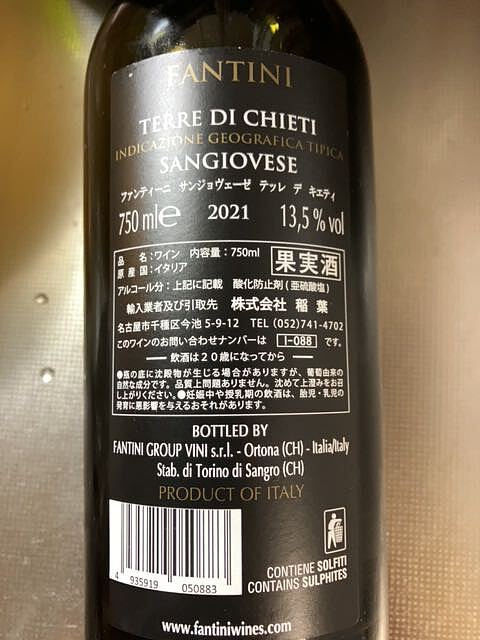 FANTINI
TERRE DI CHIETI
INDICAZIONE GEOGRAFICA TIPICA
SANGIOVESE
ファンティーニ サンジョヴェーゼ テッレ デ キエティ
750 ml℮ 2021 13,5 % vol
品 名:ワイン 内容量:750ml
原 産 国:イタリア
果実酒
アルコール分:上記に記載 酸化防止剤(亜硫酸塩)
輸入業者及び引取先 株式会社 稲 葉
名古屋市千種区今池 5-9-12 TEL (052)741-4702
このワインのお問い合わせナンバーは I-088 です。
飲酒は20歳になってから
●瓶の底に沈殿物が生じる場合がありますが、葡萄由来の
自然な成分です。品質上問題ありません。沈めて上澄みをお召
し上がりください。●妊娠中や授乳期の飲酒は、胎児・乳児の
発育に悪影響を与えるおそれがあります。
BOTTLED BY
FANTINI GROUP VINI s.r.l. - Ortona (CH) - Italia/Italy
Stab. di Torino di Sangro (CH)
PRODUCT OF ITALY
4 935919 050883
CONTIENE SOLFITI
CONTAINS SULPHITES
www.fantiniwines.com